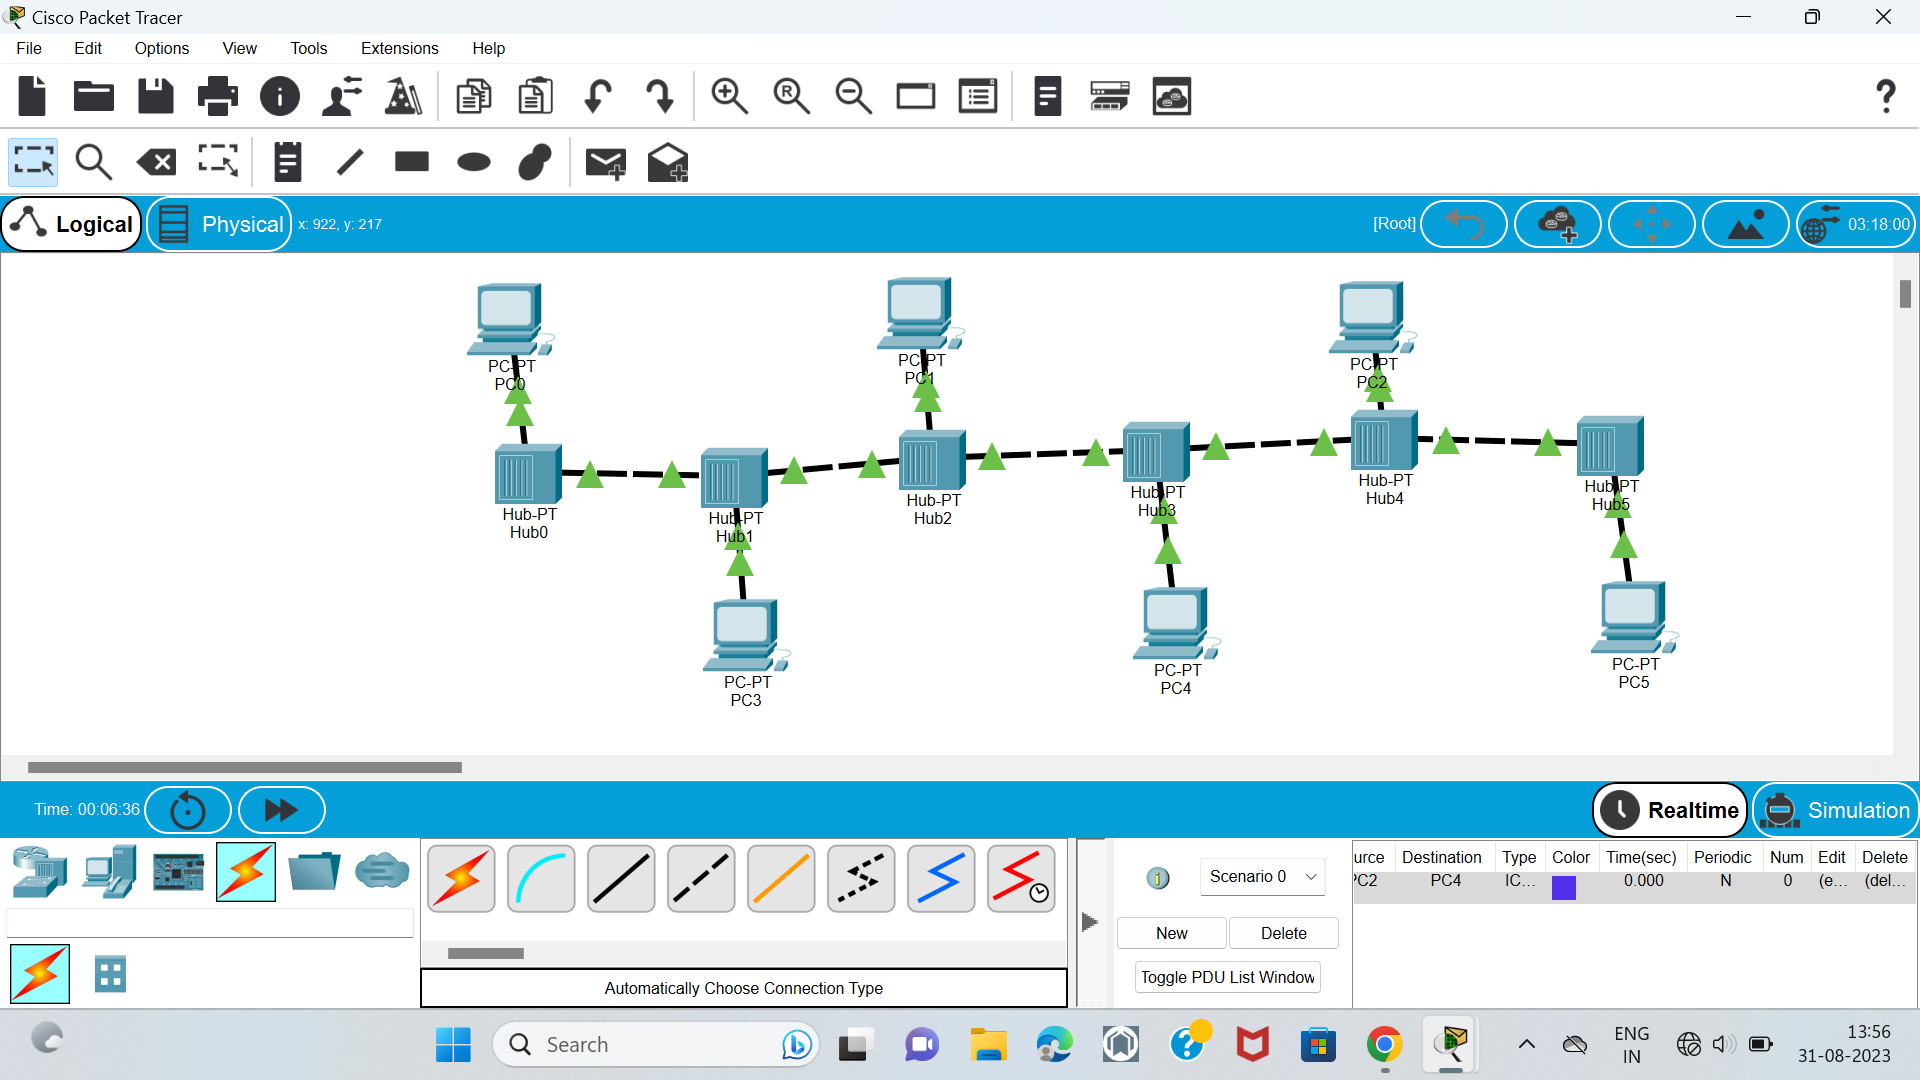 Cisco Packet Tracer
File Edit Options View Tools Extensions Help
Logical Physical x: 922, y: 217 [Root] 03:18:00
PC-PT
PC0
PC-PT
PC1
PC-PT
PC2
Hub-PT
Hub0
Hub-PT
Hub1
Hub-PT
Hub2
Hub-PT
Hub3
Hub-PT
Hub4
Hub-PT
Hub5
PC-PT
PC3
PC-PT
PC4
PC-PT
PC5
Time: 00:06:36 Realtime Simulation
urce Destination Type Color Time(sec) Periodic Num Edit Delete
PC2 PC4 IC... 0.000 N 0 (e... (del...
Scenario 0
New Delete
Toggle PDU List Window
Automatically Choose Connection Type
Search
ENG
IN
13:56
31-08-2023